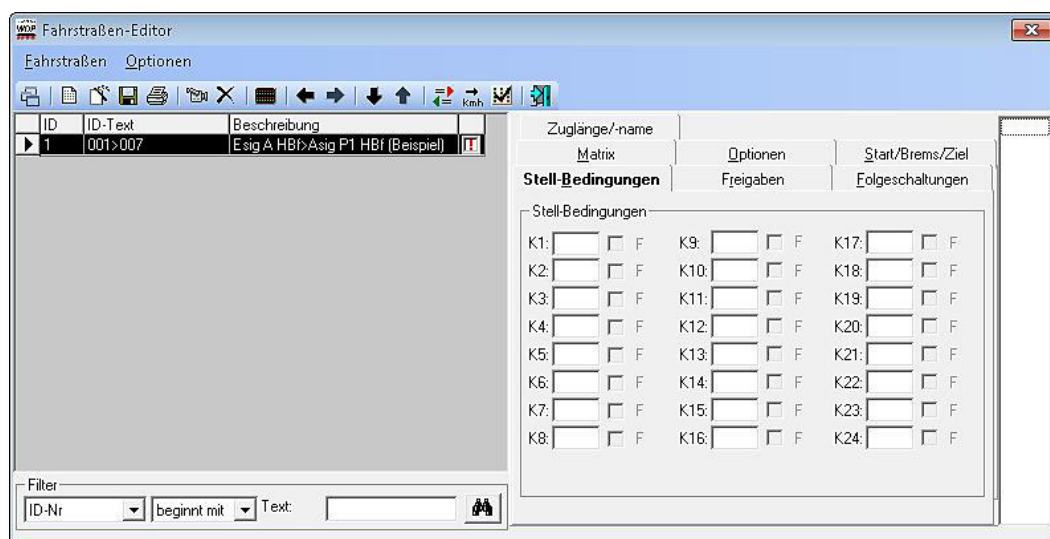 WDP Fahrstraßen-Editor
Fahrstraßen Optionen
kmh
ID ID-Text Beschreibung
1 001>007 Esig A HBf>Asig P1 HBf (Beispiel)
Zuglänge/-name
Matrix Optionen Start/Brems/Ziel
Stell-Bedingungen Freigaben Folgeschaltungen
Stell-Bedingungen
K1: F K9: F K17: F
K2: F K10: F K18: F
K3: F K11: F K19: F
K4: F K12: F K20: F
K5: F K13: F K21: F
K6: F K14: F K22: F
K7: F K15: F K23: F
K8: F K16: F K24: F
Filter
ID-Nr beginnt mit Text: